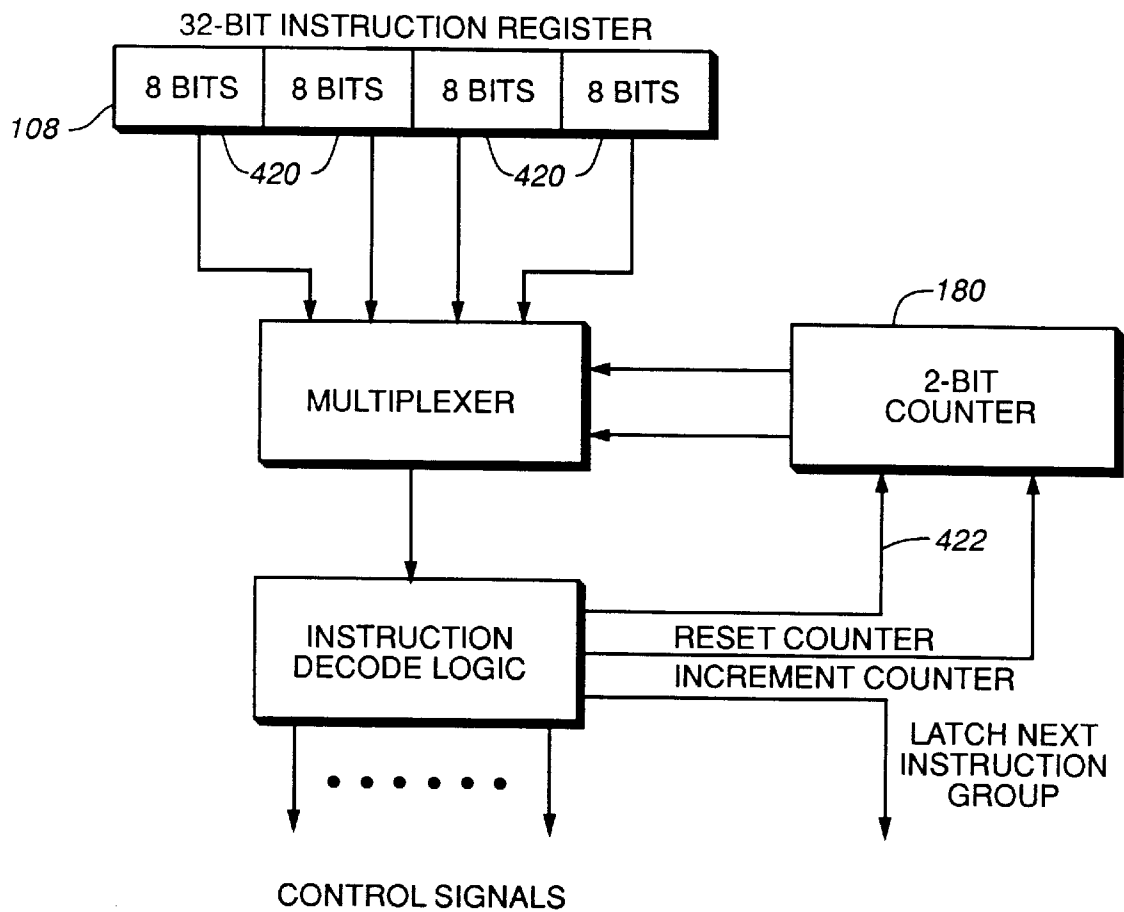 32-BIT INSTRUCTION REGISTER
8 BITS 8 BITS 8 BITS 8 BITS
108
420 420
180
MULTIPLEXER
2-BIT
COUNTER
422
INSTRUCTION
DECODE LOGIC
RESET COUNTER
INCREMENT COUNTER
LATCH NEXT
INSTRUCTION
GROUP
CONTROL SIGNALS